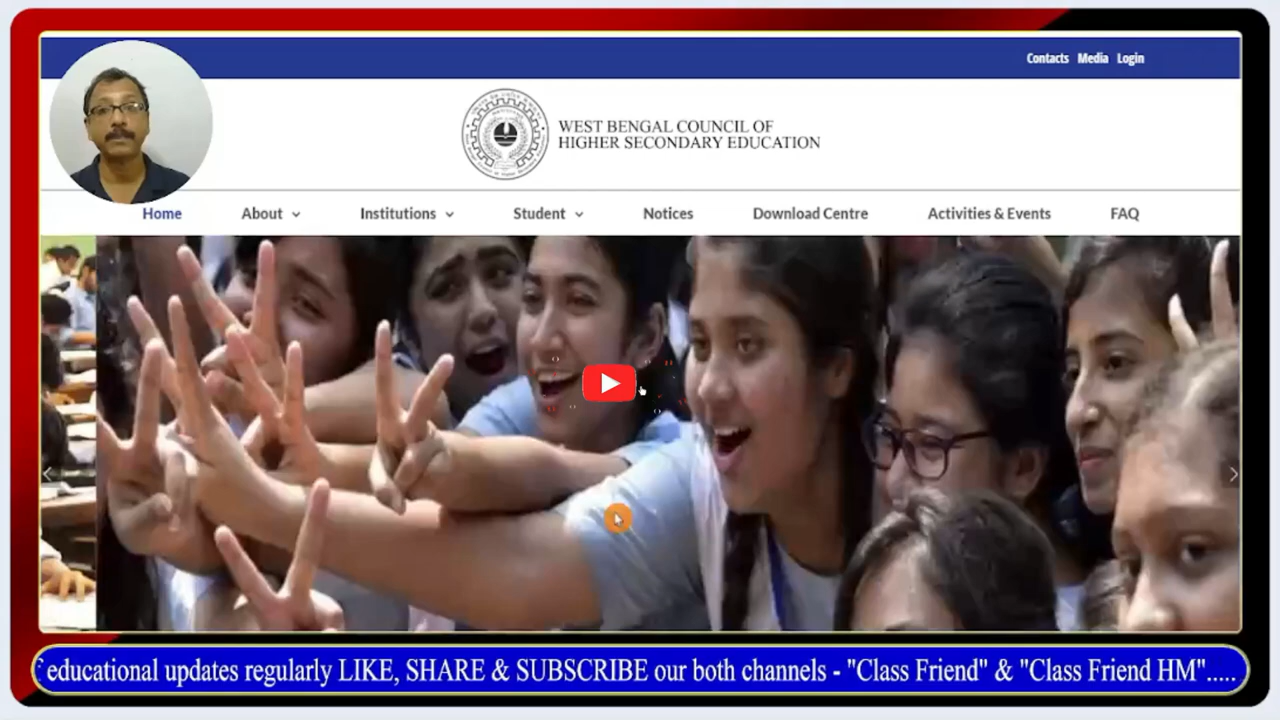 Contacts Media Login
WEST BENGAL COUNCIL OF
HIGHER SECONDARY EDUCATION
Home About Institutions Student Notices Download Centre Activities & Events FAQ
educational updates regularly LIKE, SHARE & SUBSCRIBE our both channels - "Class Friend" & "Class Friend HM".....